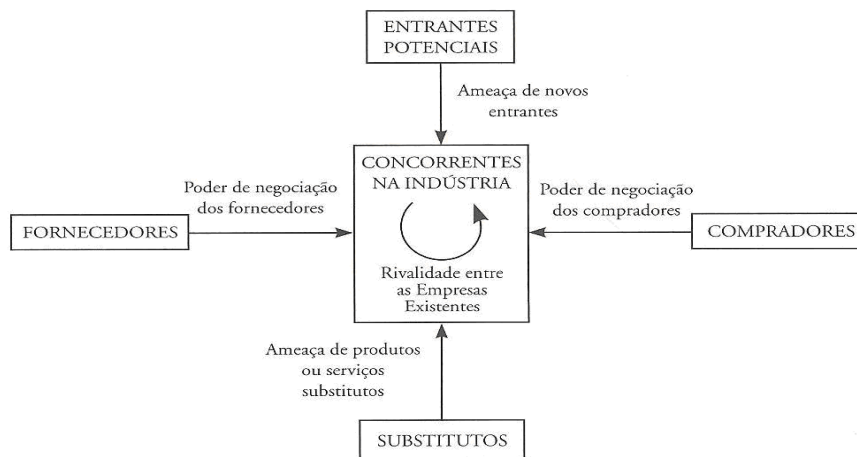 ENTRANTES
POTENCIAIS
Ameaça de novos
entrantes
CONCORRENTES
NA INDÚSTRIA
Poder de negociação
dos fornecedores
Poder de negociação
dos compradores
FORNECEDORES
COMPRADORES
Rivalidade entre
as Empresas
Existentes
Ameaça de produtos
ou serviços
substitutos
SUBSTITUTOS